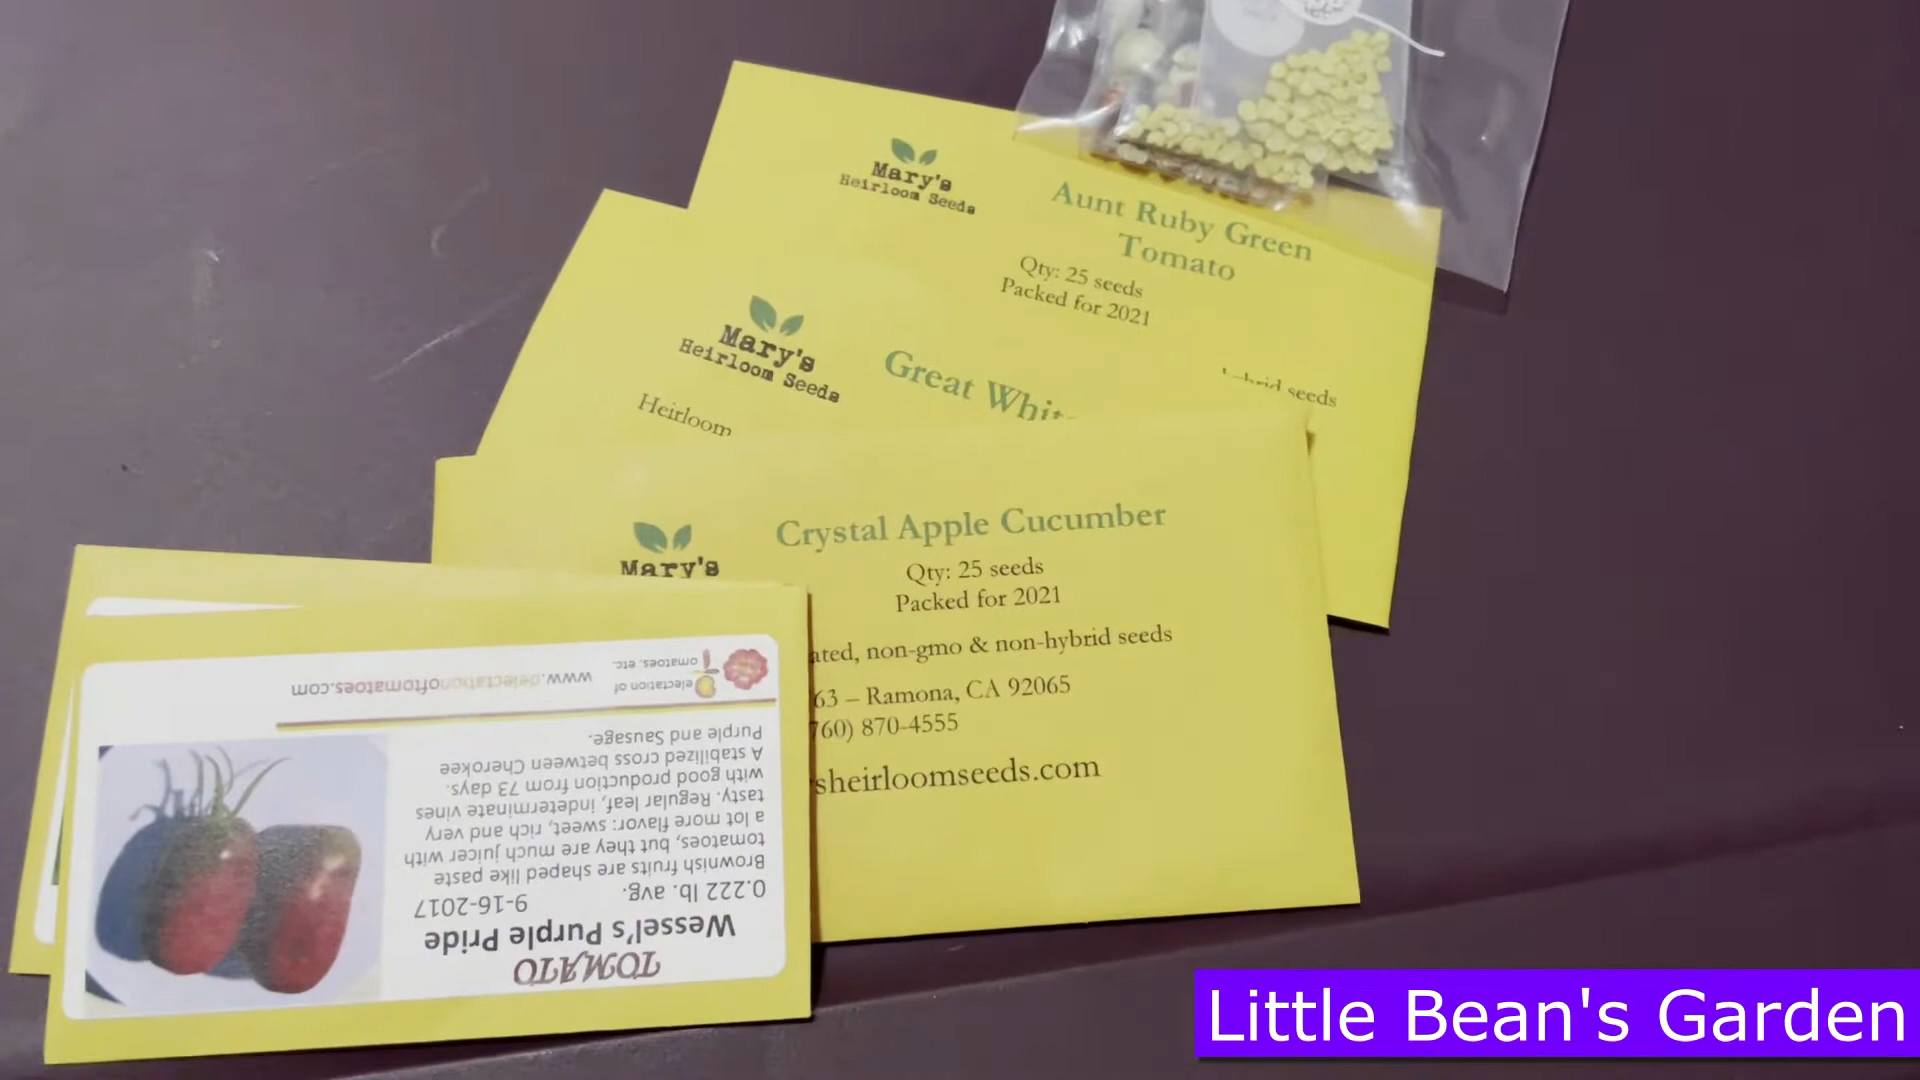 Mary's
Heirloom Seeds
Aunt Ruby Green
Tomato
Qty: 25 seeds
Packed for 2021
seeds
Mary's
Heirloom Seeds
Great White
Heirloom
Mary's
Crystal Apple Cucumber
Qty: 25 seeds
Packed for 2021
ated, non-gmo & non-hybrid seeds
63 – Ramona, CA 92065
760) 870-4555
sheirloomseeds.com
TOMATO
Wessel's Purple Pride
0.222 lb. avg. 9-16-2017
Brownish fruits are shaped like paste
tomatoes, but they are much juicer with
a lot more flavor: sweet, rich and very
tasty. Regular leaf, indeterminate vines
with good production from 73 days.
A stabilized cross between Cherokee
Purple and Sausage.
electation of
omatoes, etc.
www.delectationoftomatoes.com
Little Bean's Garden